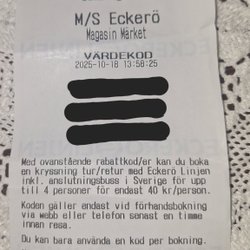 M/S Eckerö
Magasin Märket
VÄRDEKOD
2025-10-18 13:58:25
Med ovanstående rabattkod/er kan du boka
en kryssning tur/retur med Eckerö Linjen
inkl. anslutningsbuss i Sverige för upp
till 4 personer för endast 40 kr/person.
Koden gäller endast vid förhandsbokning
via webb eller telefon senast en timme
innan resa.
Du kan bara använda en kod per bokning.